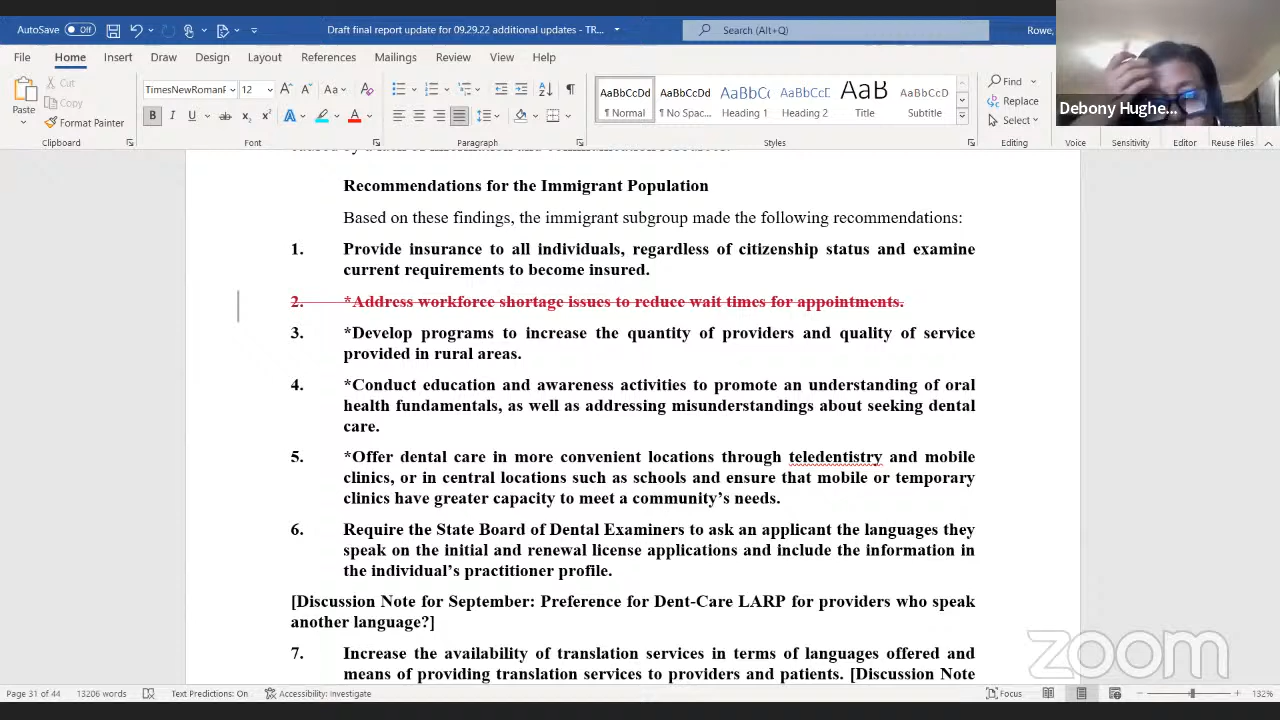 AutoSave Off Draft final report update for 09.29.22 additional updates - TR... Search (Alt+Q) Rowe,
File Home Insert Draw Design Layout References Mailings Review View Help
Debony Hughe...
Paste Cut Copy Format Painter
TimesNewRomanF 12
AaBbCcDd AaBbCcDd AaBbC( AaBbCcC AaB AaBbCcD
¶ Normal ¶ No Spac... Heading 1 Heading 2 Title Subtitle
Find Replace Select
Clipboard Font Paragraph Styles Editing Voice Sensitivity Editor Reuse Files
caused by a lack of information and communication resources.
Recommendations for the Immigrant Population
Based on these findings, the immigrant subgroup made the following recommendations:
1. Provide insurance to all individuals, regardless of citizenship status and examine
current requirements to become insured.
2. *Address workforce shortage issues to reduce wait times for appointments.
3. *Develop programs to increase the quantity of providers and quality of service
provided in rural areas.
4. *Conduct education and awareness activities to promote an understanding of oral
health fundamentals, as well as addressing misunderstandings about seeking dental
care.
5. *Offer dental care in more convenient locations through teledentistry and mobile
clinics, or in central locations such as schools and ensure that mobile or temporary
clinics have greater capacity to meet a community's needs.
6. Require the State Board of Dental Examiners to ask an applicant the languages they
speak on the initial and renewal license applications and include the information in
the individual's practitioner profile.
[Discussion Note for September: Preference for Dent-Care LARP for providers who speak
another language?]
7. Increase the availability of translation services in terms of languages offered and
means of providing translation services to providers and patients. [Discussion Note
zoom
Page 31 of 44 13206 words Text Predictions: On Accessibility: Investigate Focus 132%